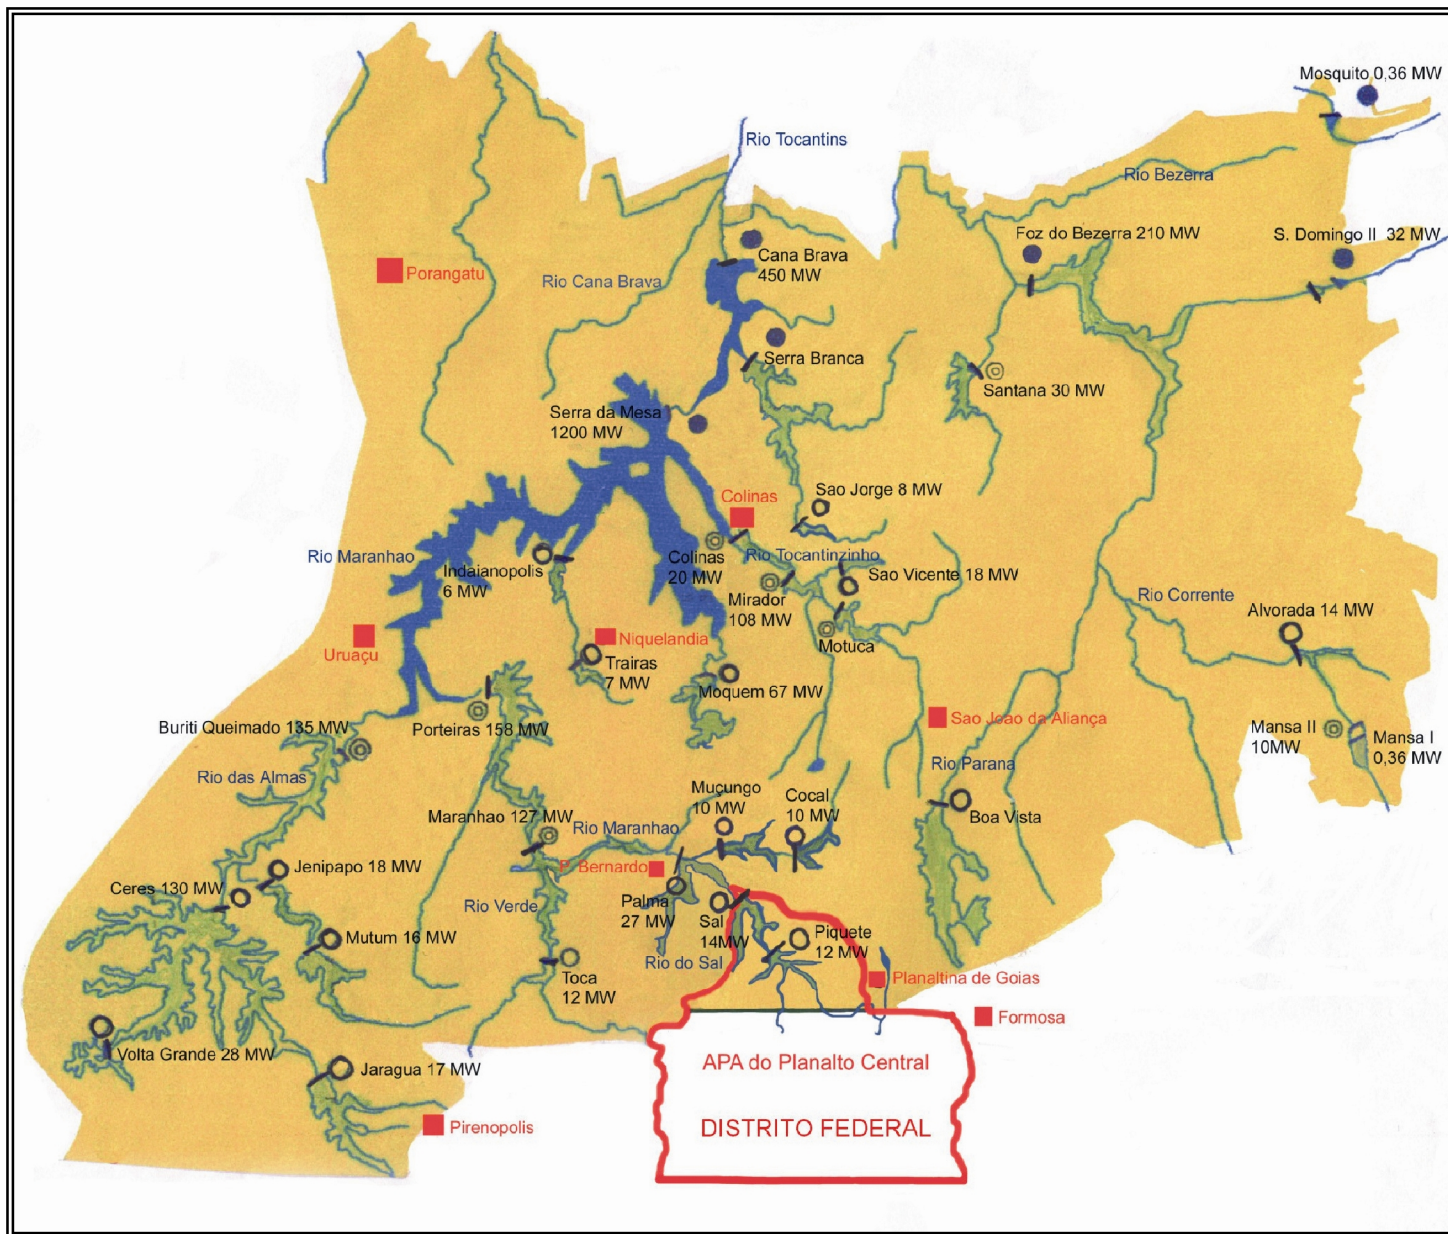 Mosquito 0,36 MW
Rio Tocantins
Rio Bezerra
Foz do Bezerra 210 MW
S. Domingo II 32 MW
Porangatu
Rio Cana Brava
Cana Brava
450 MW
Serra Branca
Santana 30 MW
Serra da Mesa
1200 MW
Colinas
Sao Jorge 8 MW
Rio Maranhao
Indaianopolis
6 MW
Colinas
20 MW
Rio Tocantinzinho
Mirador
108 MW
Sao Vicente 18 MW
Rio Corrente
Alvorada 14 MW
Uruaçu
Niquelandia
Trairas
7 MW
Motuca
Moquem 67 MW
Buriti Queimado 135 MW
Porteiras 158 MW
Sao Joao da Aliança
Mansa II
10MW
Mansa I
0,36 MW
Rio das Almas
Rio Parana
Maranhao 127 MW
Rio Maranhao
Muçungo
10 MW
Cocal
10 MW
Boa Vista
Jenipapo 18 MW
P. Bernardo
Ceres 130 MW
Rio Verde
Palma
27 MW
Sal
14MW
Piquete
12 MW
Mutum 16 MW
Rio do Sal
Toca
12 MW
Planaltina de Goias
Formosa
Volta Grande 28 MW
Jaragua 17 MW
APA do Planalto Central
Pirenopolis
DISTRITO FEDERAL